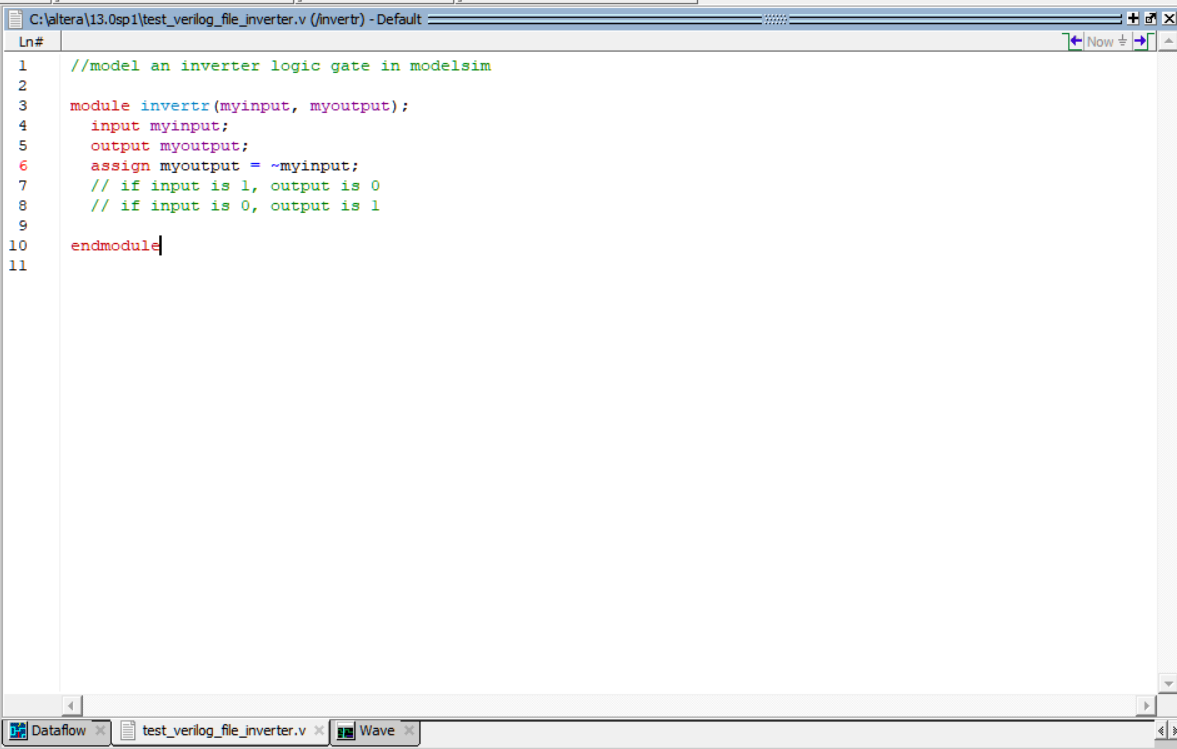 C:\altera\13.0sp1\test_verilog_file_inverter.v (/invertr) - Default
Ln#
Now
1 //model an inverter logic gate in modelsim
2
3 module invertr(myinput, myoutput);
4 input myinput;
5 output myoutput;
6 assign myoutput = ~myinput;
7 // if input is 1, output is 0
8 // if input is 0, output is 1
9
10 endmodule
11
Dataflow test_verilog_file_inverter.v Wave